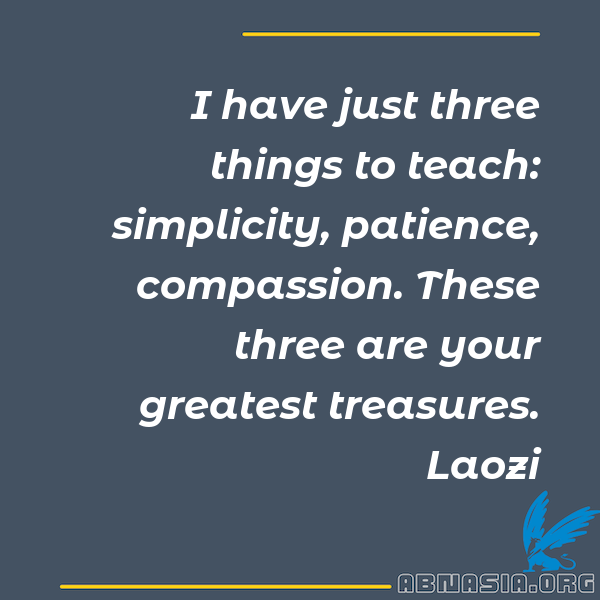 I have just three
things to teach:
simplicity, patience,
compassion. These
three are your
greatest treasures.
Laozi
ABNASIA.ORG